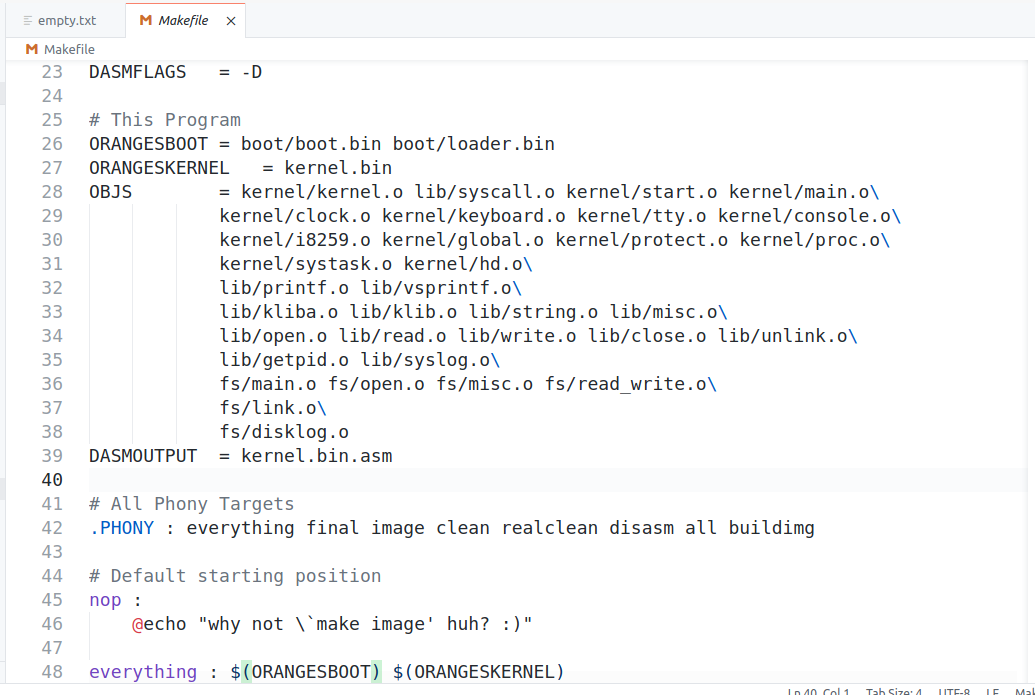 empty.txt
Makefile
Makefile
23 DASMFLAGS = -D
24
25 # This Program
26 ORANGESBOOT = boot/boot.bin boot/loader.bin
27 ORANGESKERNEL = kernel.bin
28 OBJS = kernel/kernel.o lib/syscall.o kernel/start.o kernel/main.o\
29 kernel/clock.o kernel/keyboard.o kernel/tty.o kernel/console.o\
30 kernel/i8259.o kernel/global.o kernel/protect.o kernel/proc.o\
31 kernel/systask.o kernel/hd.o\
32 lib/printf.o lib/vsprintf.o\
33 lib/kliba.o lib/klib.o lib/string.o lib/misc.o\
34 lib/open.o lib/read.o lib/write.o lib/close.o lib/unlink.o\
35 lib/getpid.o lib/syslog.o\
36 fs/main.o fs/open.o fs/misc.o fs/read_write.o\
37 fs/link.o\
38 fs/disklog.o
39 DASMOUTPUT = kernel.bin.asm
40
41 # All Phony Targets
42 .PHONY : everything final image clean realclean disasm all buildimg
43
44 # Default starting position
45 nop :
46 @echo "why not \`make image' huh? :)"
47
48 everything : $(ORANGESBOOT) $(ORANGESKERNEL)
Ln 40, Col 1 Tab Size: 4 UTF-8 LF